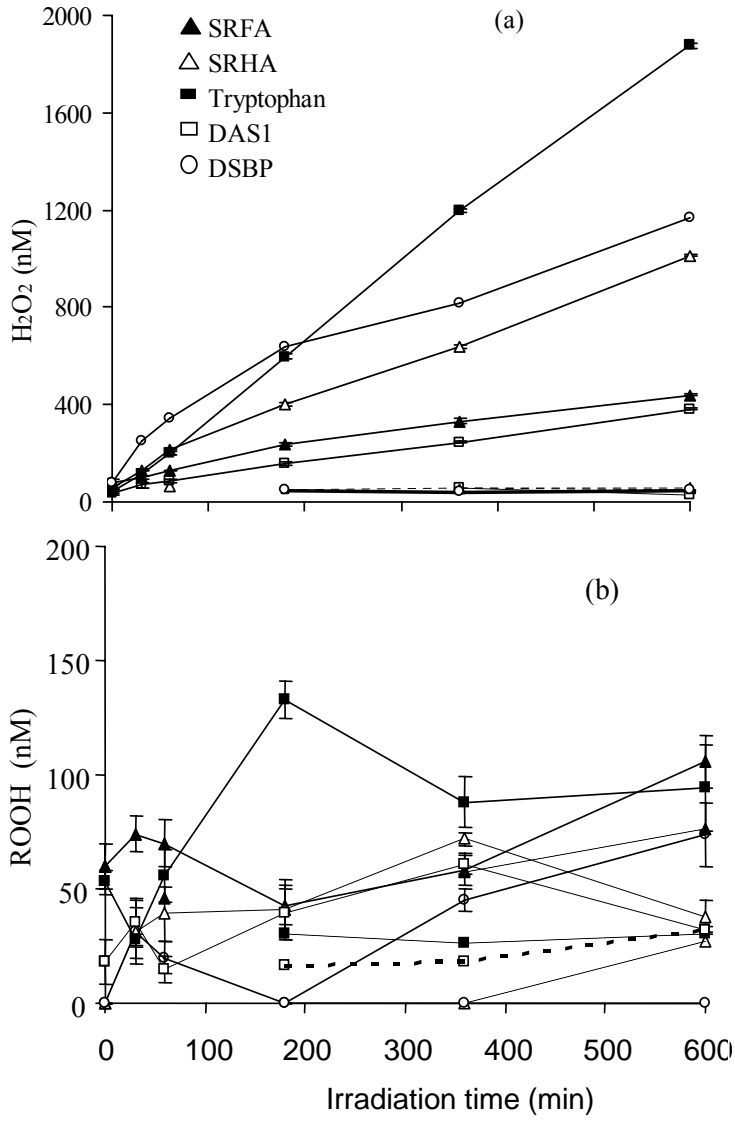 2000
(a)
SRFA
SRHA
1600
Tryptophan
DAS1
DSBP
1200
800
400
0
H₂O₂ (nM)
200
(b)
150
100
50
0
ROOH (nM)
0 100 200 300 400 500 600
Irradiation time (min)